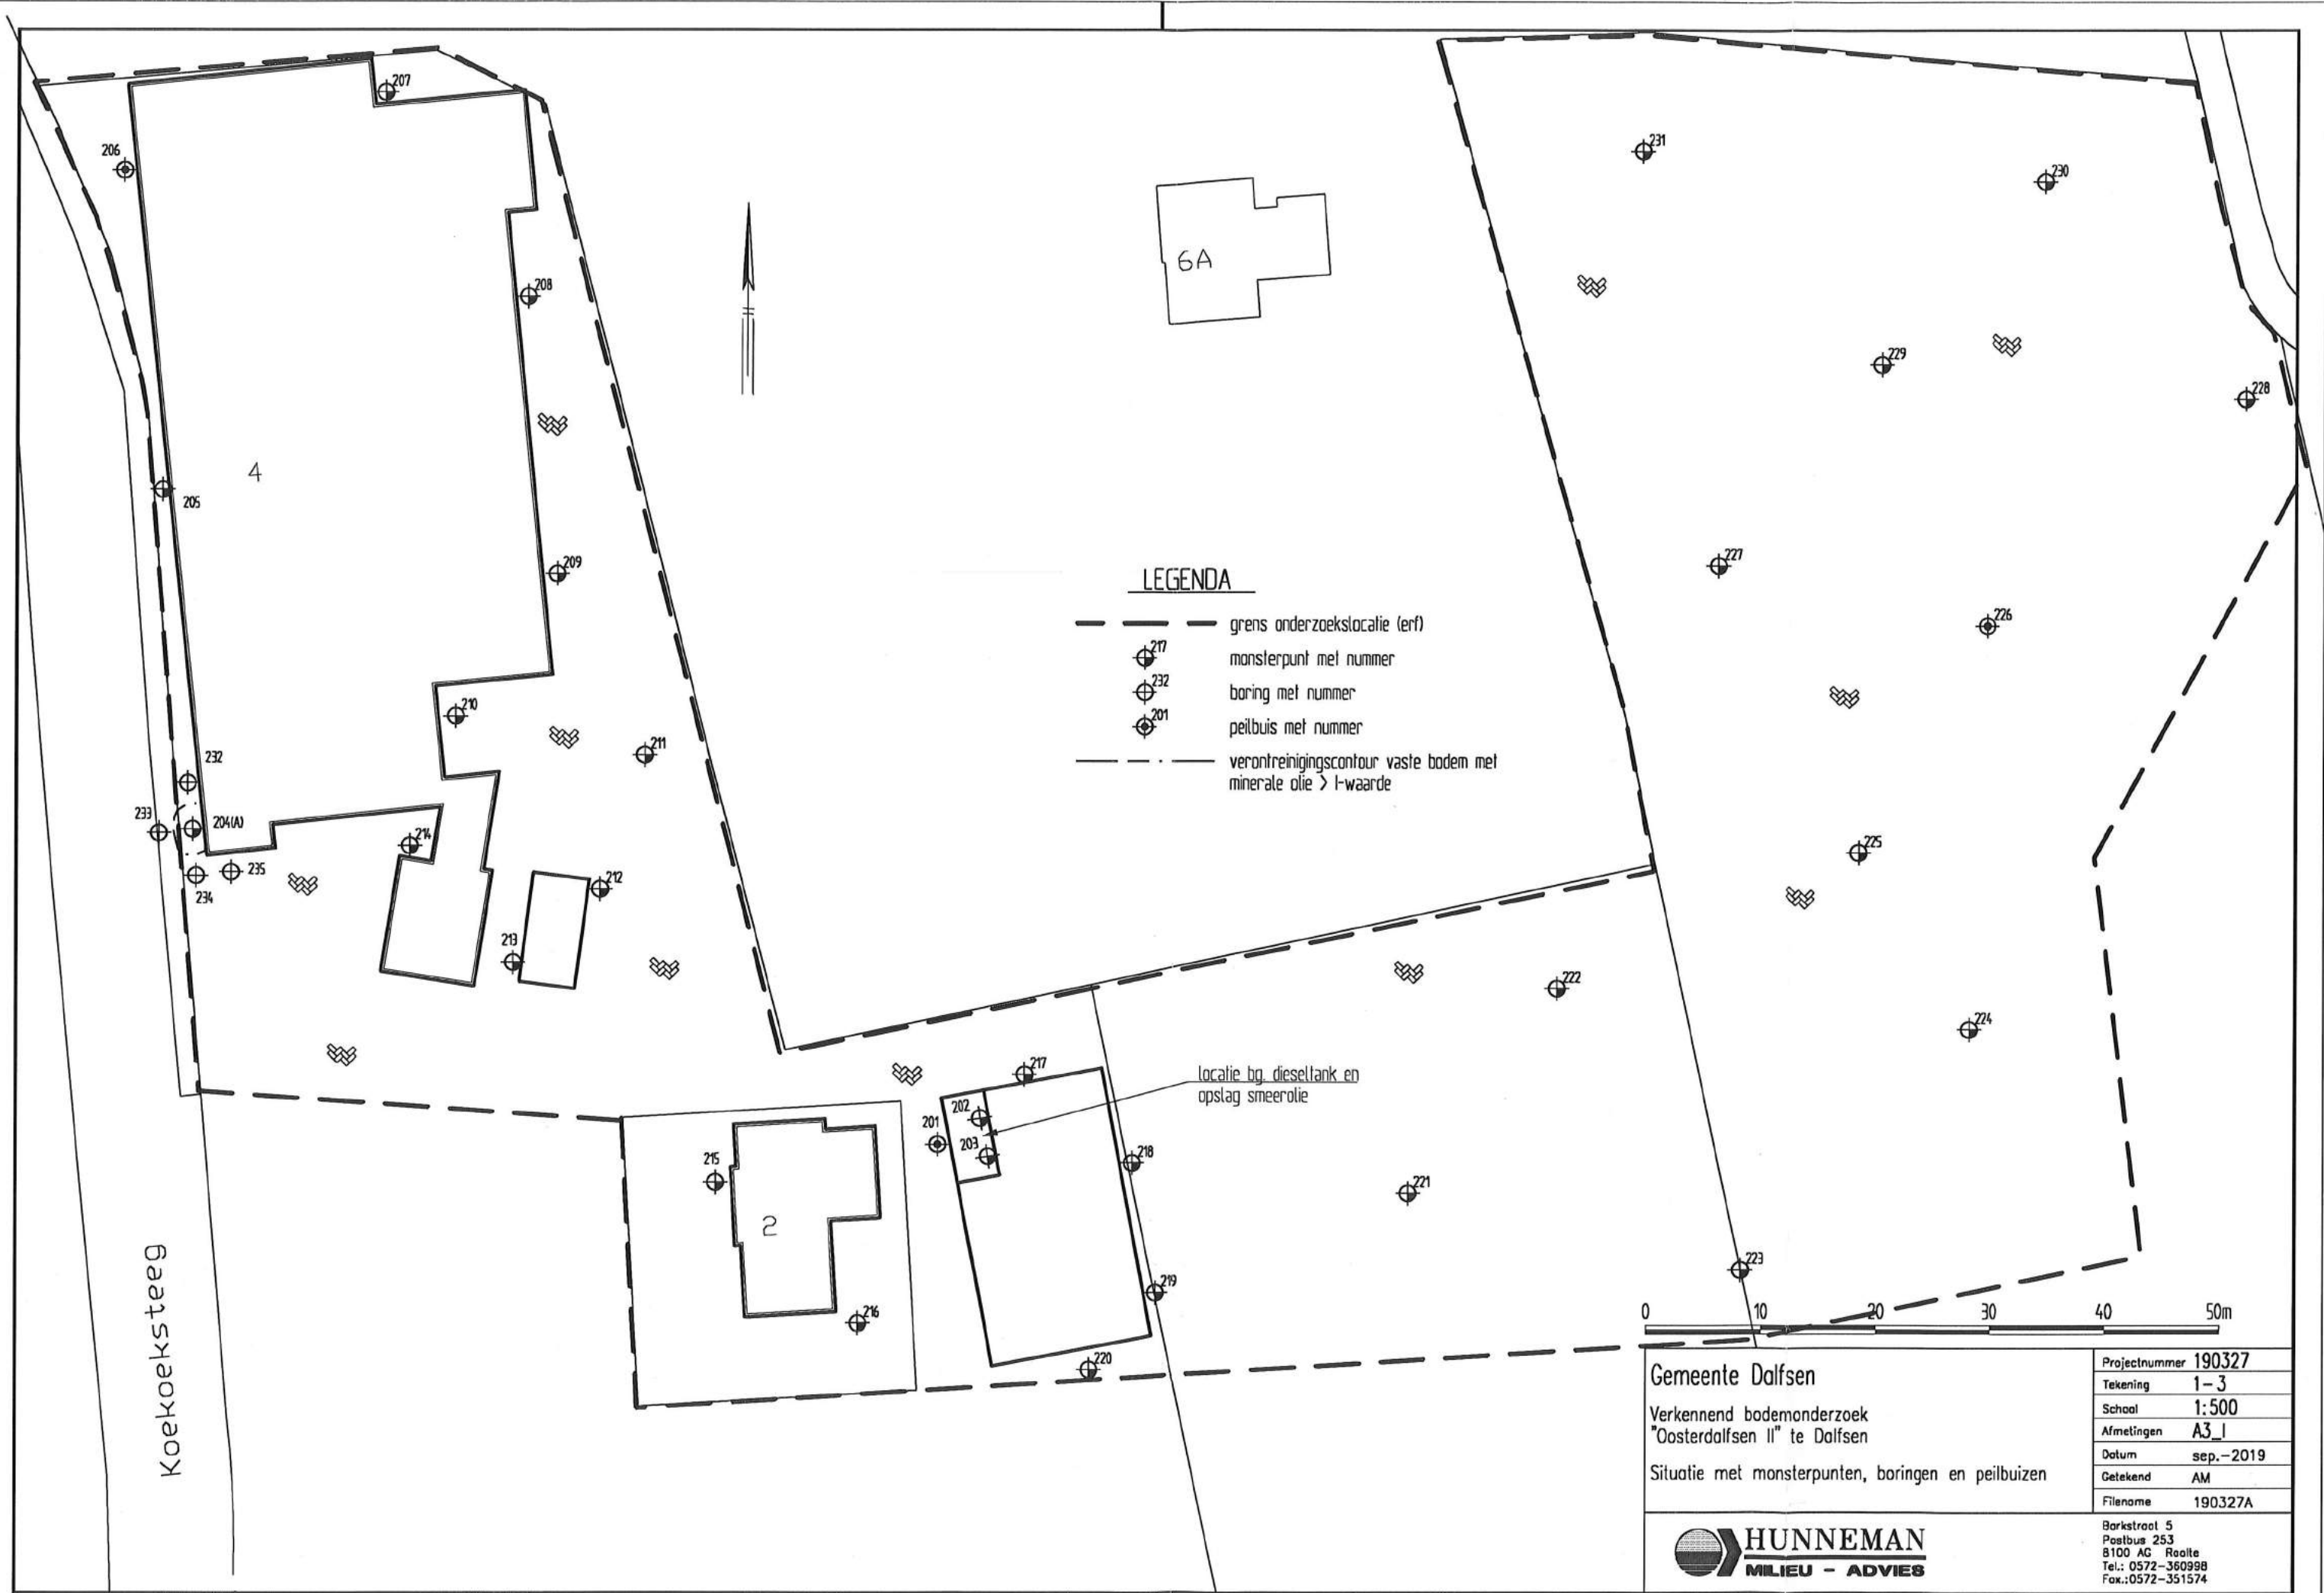 207
206
231
230
6A
208
229
228
4
205
209
227
226
LEGENDA
grens onderzoekslocatie (erf)
217
monsterpunt met nummer
232
boring met nummer
201
peilbuis met nummer
verontreinigingscontour vaste bodem met
minerale olie > I-waarde
210
211
232
233
204(A)
214
235
234
212
213
225
222
224
217
locatie bg. dieseltank en
opslag smeerolie
202
201
203
215
218
221
2
216
219
220
223
Koekoeksteeg
0 10 20 30 40 50m
Gemeente Dalfsen
Verkennend bodemonderzoek
"Oosterdalfsen II" te Dalfsen
Situatie met monsterpunten, boringen en peilbuizen
Projectnummer 190327
Tekening 1-3
Schaal 1:500
Afmetingen A3_l
Datum sep.-2019
Getekend AM
Filename 190327A
HUNNEMAN
MILIEU - ADVIES
Barkstraat 5
Postbus 253
8100 AG Raalte
Tel.: 0572-360998
Fax.:0572-351574